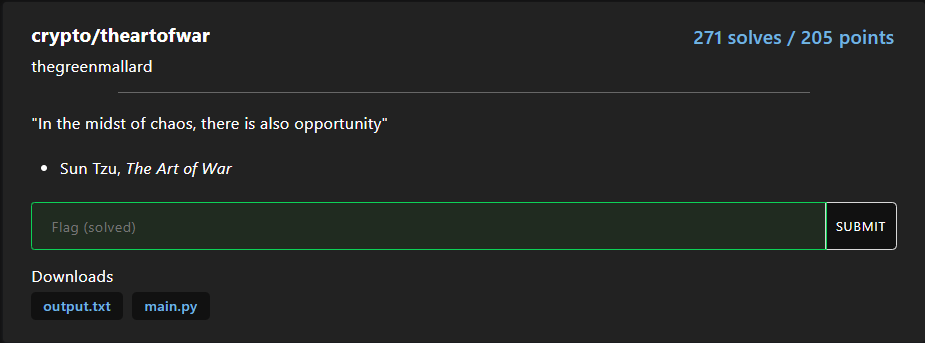 crypto/theartofwar
271 solves / 205 points
thegreenmallard
"In the midst of chaos, there is also opportunity"
• Sun Tzu, The Art of War
Flag (solved)
SUBMIT
Downloads
output.txt
main.py